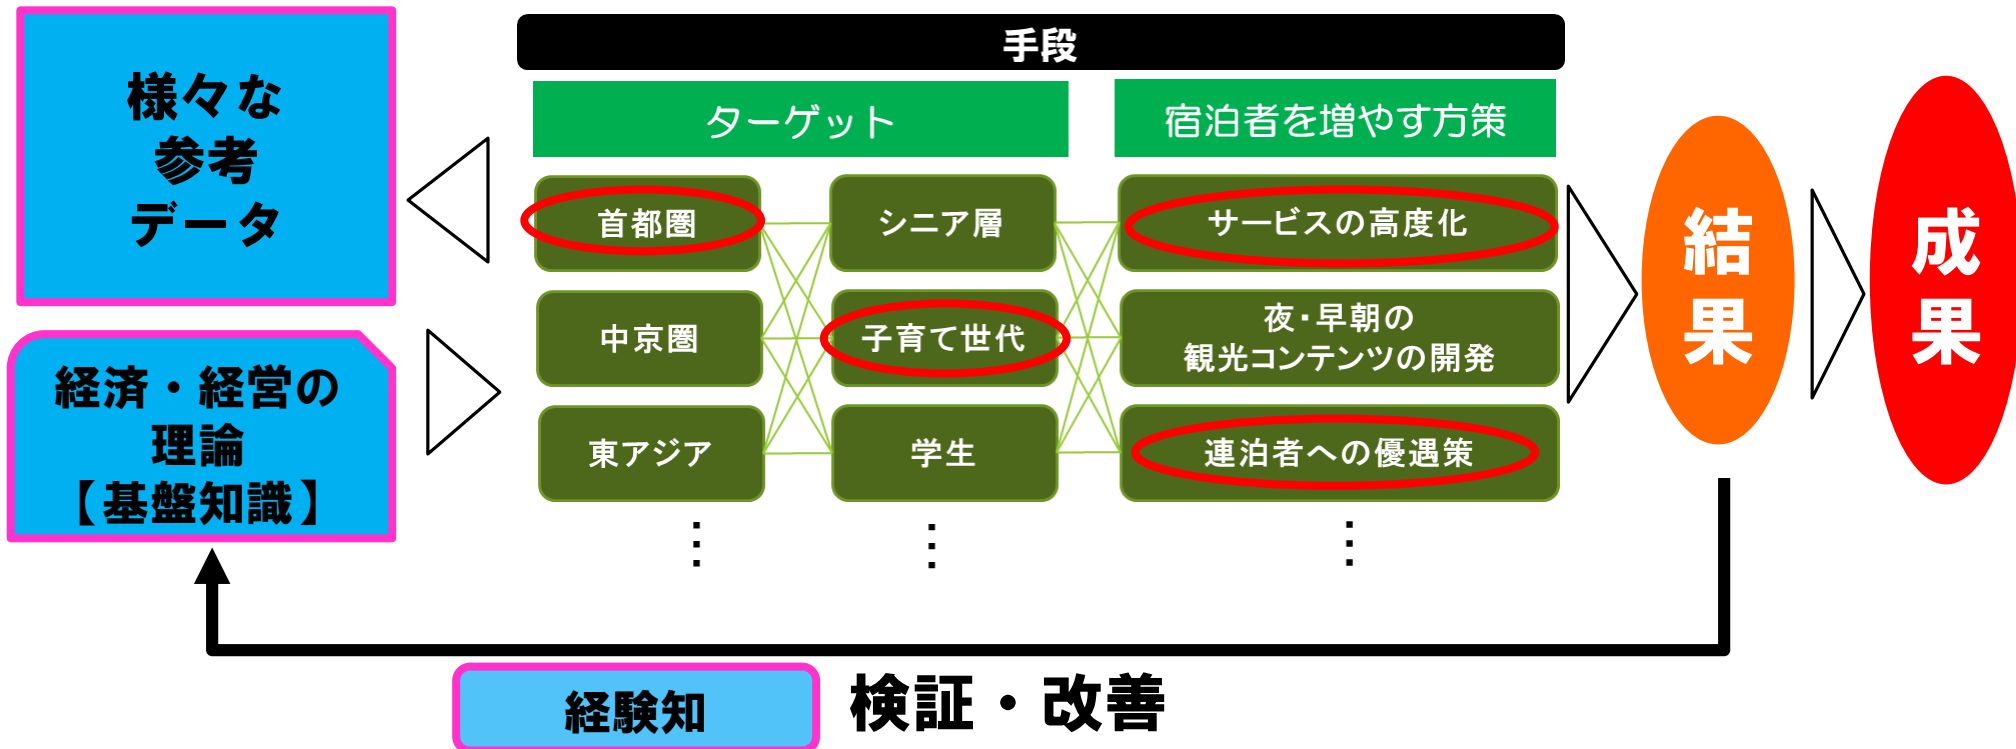 様々な
参考
データ
経済・経営の
理論
【基盤知識】
手段
ターゲット
宿泊者を増やす方策
首都圏
シニア層
サービスの高度化
中京圏
子育て世代
夜・早朝の
観光コンテンツの開発
東アジア
学生
連泊者への優遇策
⋮
⋮
⋮
結果
成果
経験知
検証・改善